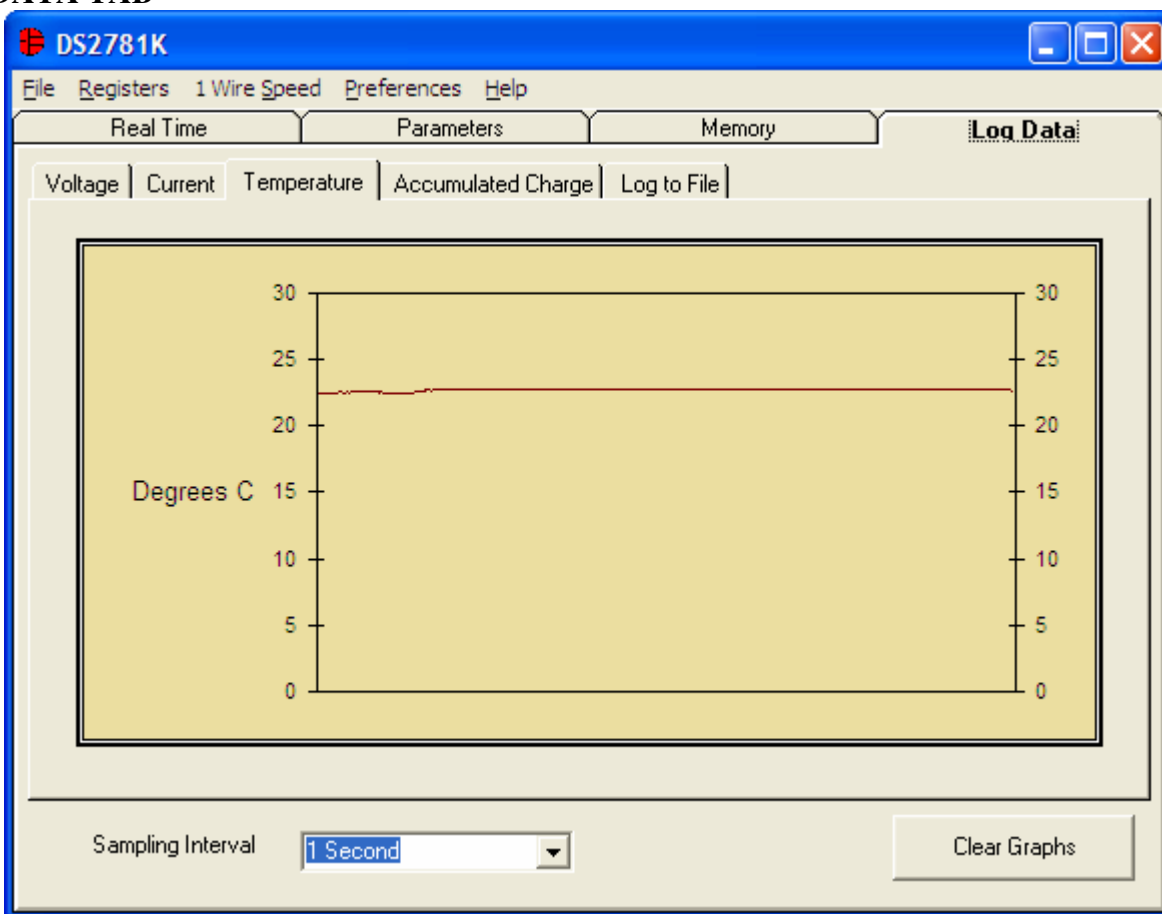 DATA TAB
DS2781K
File Registers 1 Wire Speed Preferences Help
Real Time Parameters Memory Log Data
Voltage Current Temperature Accumulated Charge Log to File
30 30
25 25
20 20
Degrees C 15 15
10 10
5 5
0 0
Sampling Interval 1 Second Clear Graphs